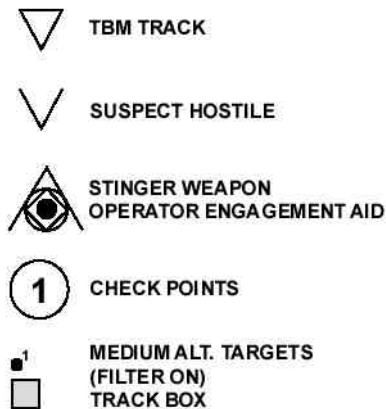 TBM TRACK
SUSPECT HOSTILE
STINGER WEAPON
OPERATOR ENGAGEMENT AID
1 CHECK POINTS
1 MEDIUM ALT. TARGETS
(FILTER ON)
TRACK BOX